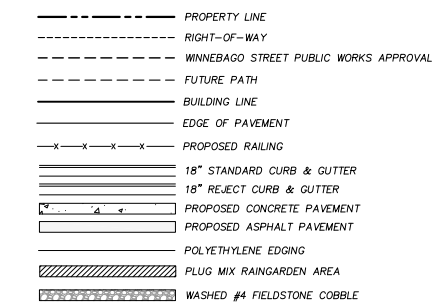 PROPERTY LINE
RIGHT-OF-WAY
WINNEBAGO STREET PUBLIC WORKS APPROVAL
FUTURE PATH
BUILDING LINE
EDGE OF PAVEMENT
x x x x PROPOSED RAILING
18" STANDARD CURB & GUTTER
18" REJECT CURB & GUTTER
PROPOSED CONCRETE PAVEMENT
PROPOSED ASPHALT PAVEMENT
POLYETHYLENE EDGING
PLUG MIX RAINGARDEN AREA
WASHED #4 FIELDSTONE COBBLE